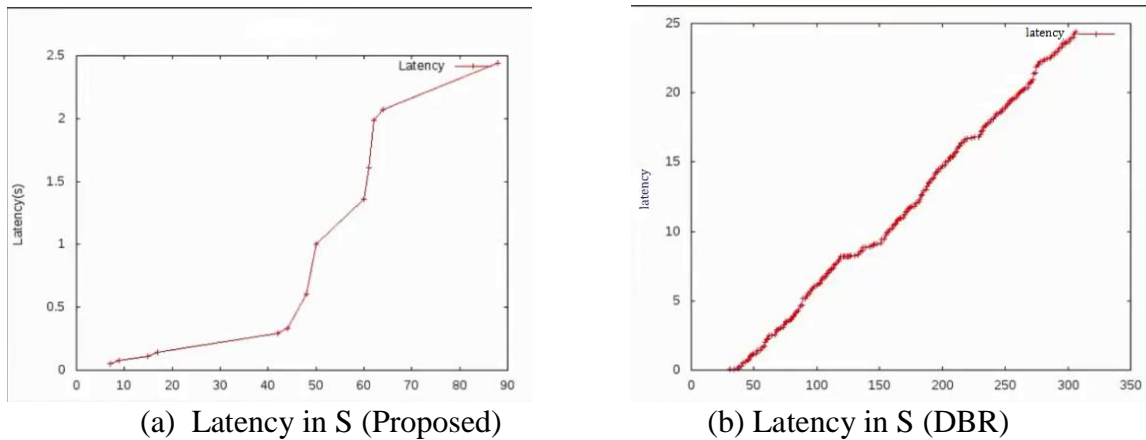 2.5
2
1.5
1
0.5
0
Latency(s)
Latency
0 10 20 30 40 50 60 70 80 90
25
20
15
10
5
0
latency
latency
0 50 100 150 200 250 300 350
(a) Latency in S (Proposed)
(b) Latency in S (DBR)